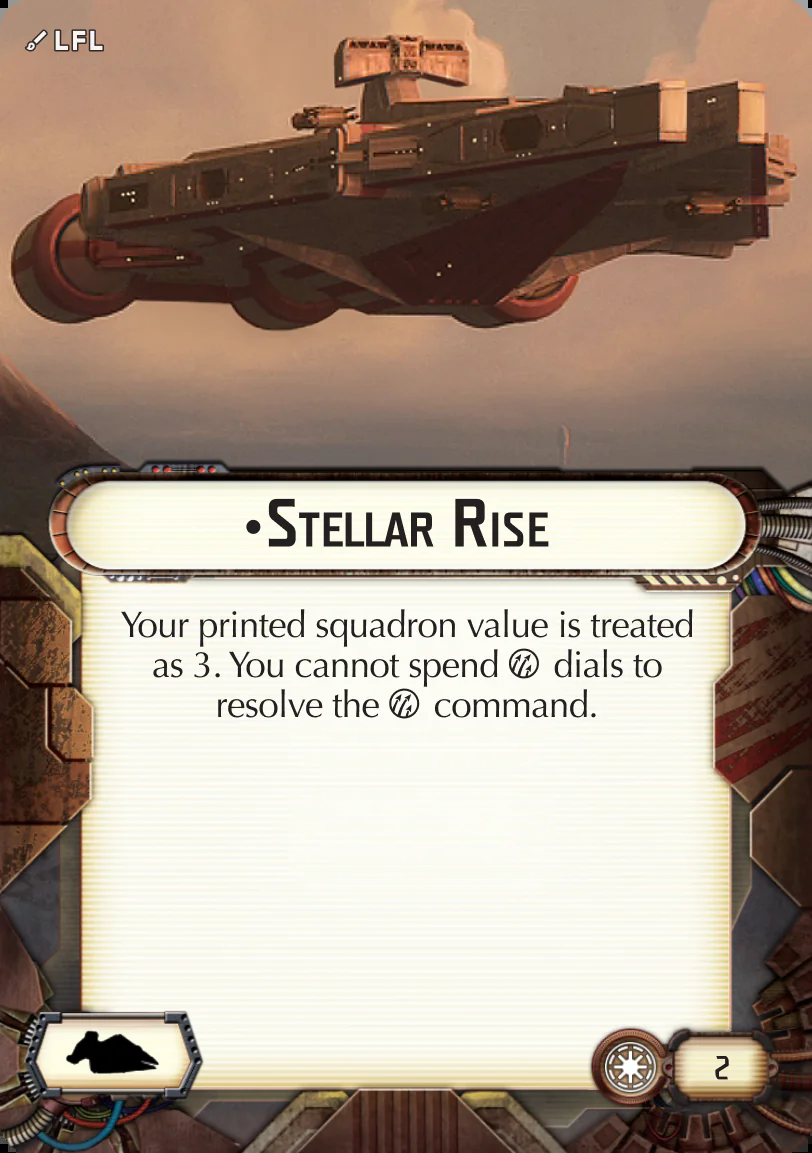 LFL
•Stellar Rise
Your printed squadron value is treated
as 3. You cannot spend dials to
resolve the command.
2